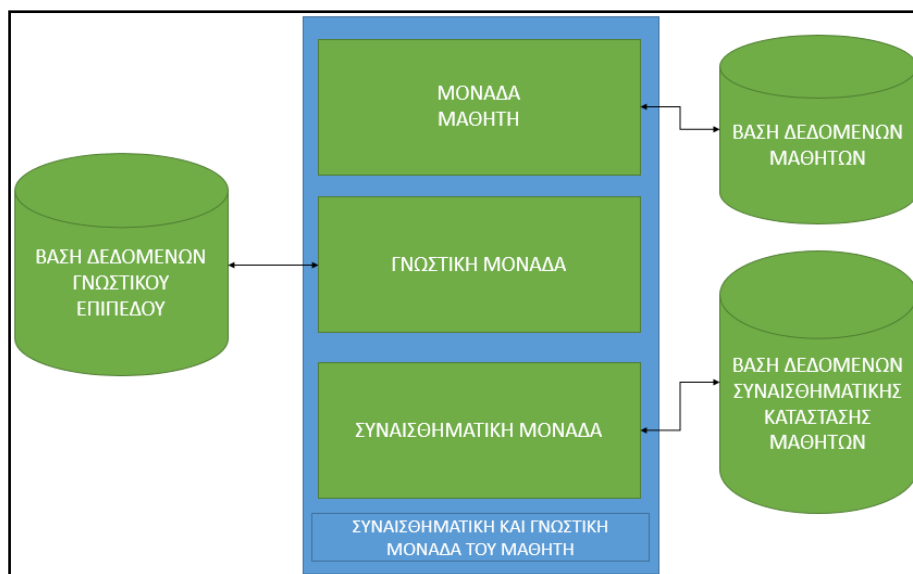 ΜΟΝΑΔΑ
ΜΑΘΗΤΗ
ΒΑΣΗ ΔΕΔΟΜΕΝΩΝ
ΜΑΘΗΤΩΝ
ΒΑΣΗ ΔΕΔΟΜΕΝΩΝ
ΓΝΩΣΤΙΚΟΥ
ΕΠΙΠΕΔΟΥ
ΓΝΩΣΤΙΚΗ ΜΟΝΑΔΑ
ΣΥΝΑΙΣΘΗΜΑΤΙΚΗ ΜΟΝΑΔΑ
ΒΑΣΗ ΔΕΔΟΜΕΝΩΝ
ΣΥΝΑΙΣΘΗΜΑΤΙΚΗΣ
ΚΑΤΑΣΤΑΣΗΣ
ΜΑΘΗΤΩΝ
ΣΥΝΑΙΣΘΗΜΑΤΙΚΗ ΚΑΙ ΓΝΩΣΤΙΚΗ
ΜΟΝΑΔΑ ΤΟΥ ΜΑΘΗΤΗ